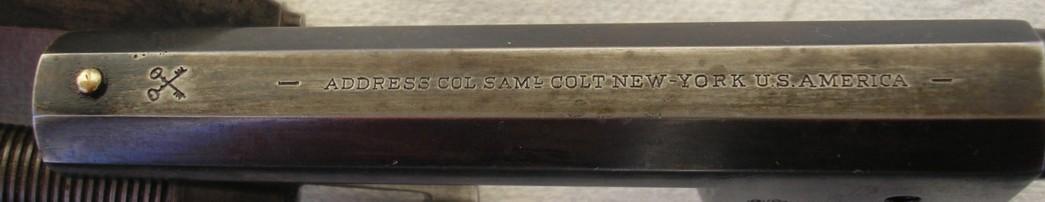 — ADDRESS COL SAMᴸ COLT NEW-YORK U.S. AMERICA —